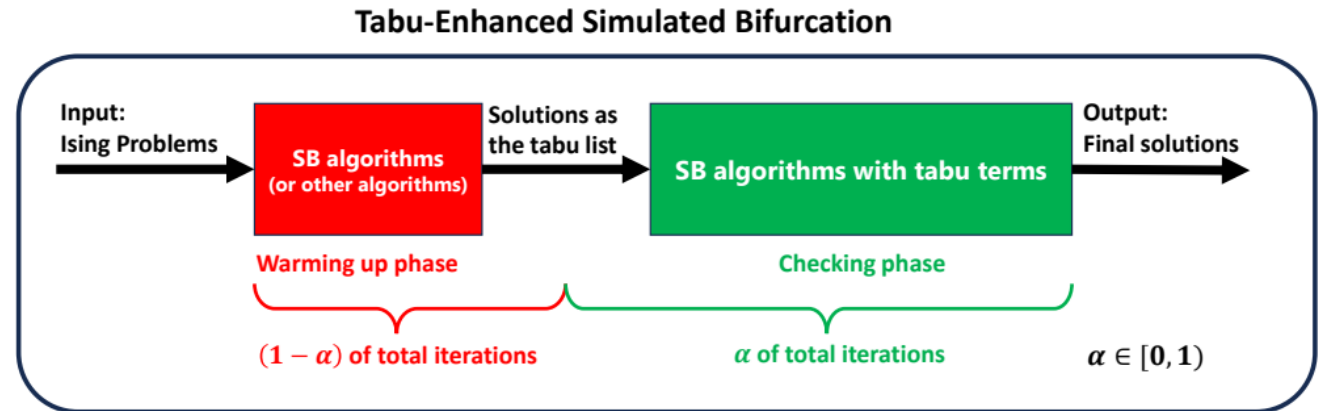 Tabu-Enhanced Simulated Bifurcation
Input:
Ising Problems
SB algorithms
(or other algorithms)
Solutions as
the tabu list
SB algorithms with tabu terms
Output:
Final solutions
Warming up phase
Checking phase
(1 − α) of total iterations
α of total iterations
α ∈ [0, 1)